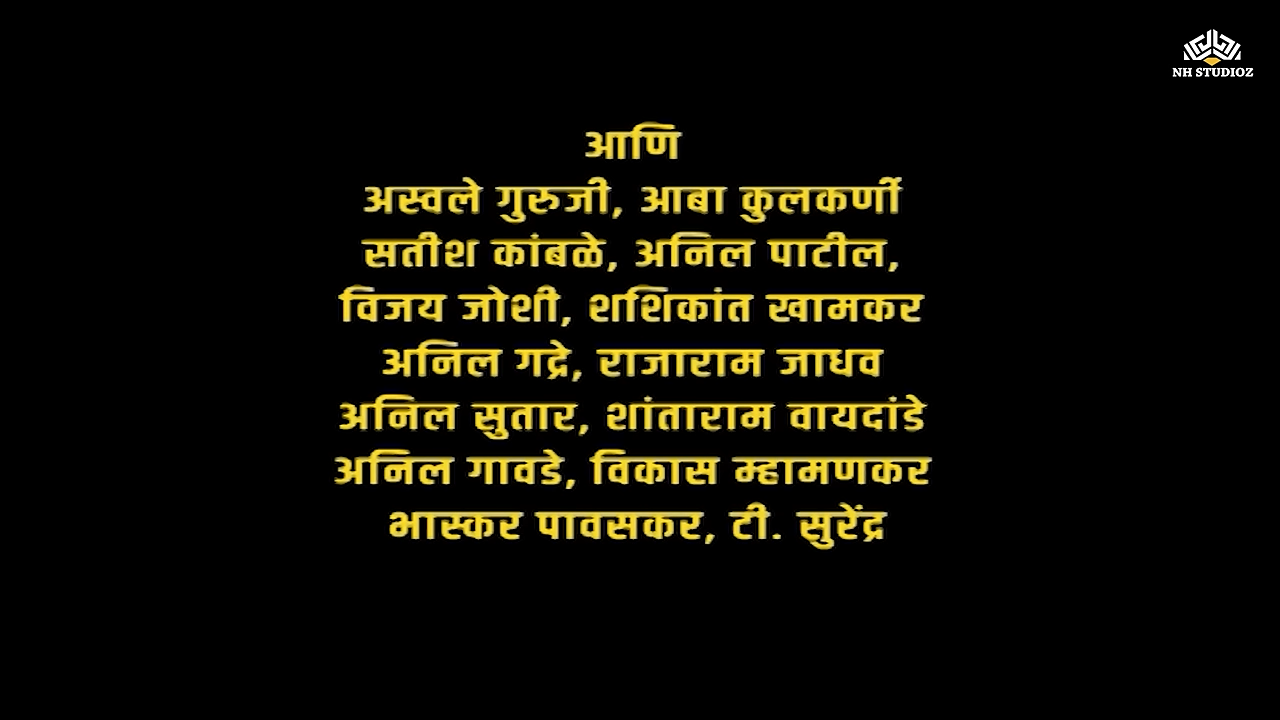 NH STUDIOZ
आणि
अस्वले गुरुजी, आबा कुलकर्णी
सतीश कांबळे, अनिल पाटील,
विजय जोशी, शशिकांत खामकर
अनिल गद्रे, राजाराम जाधव
अनिल सुतार, शांताराम वायदांडे
अनिल गावडे, विकास म्हामणकर
भास्कर पावसकर, टी. सुरेंद्र